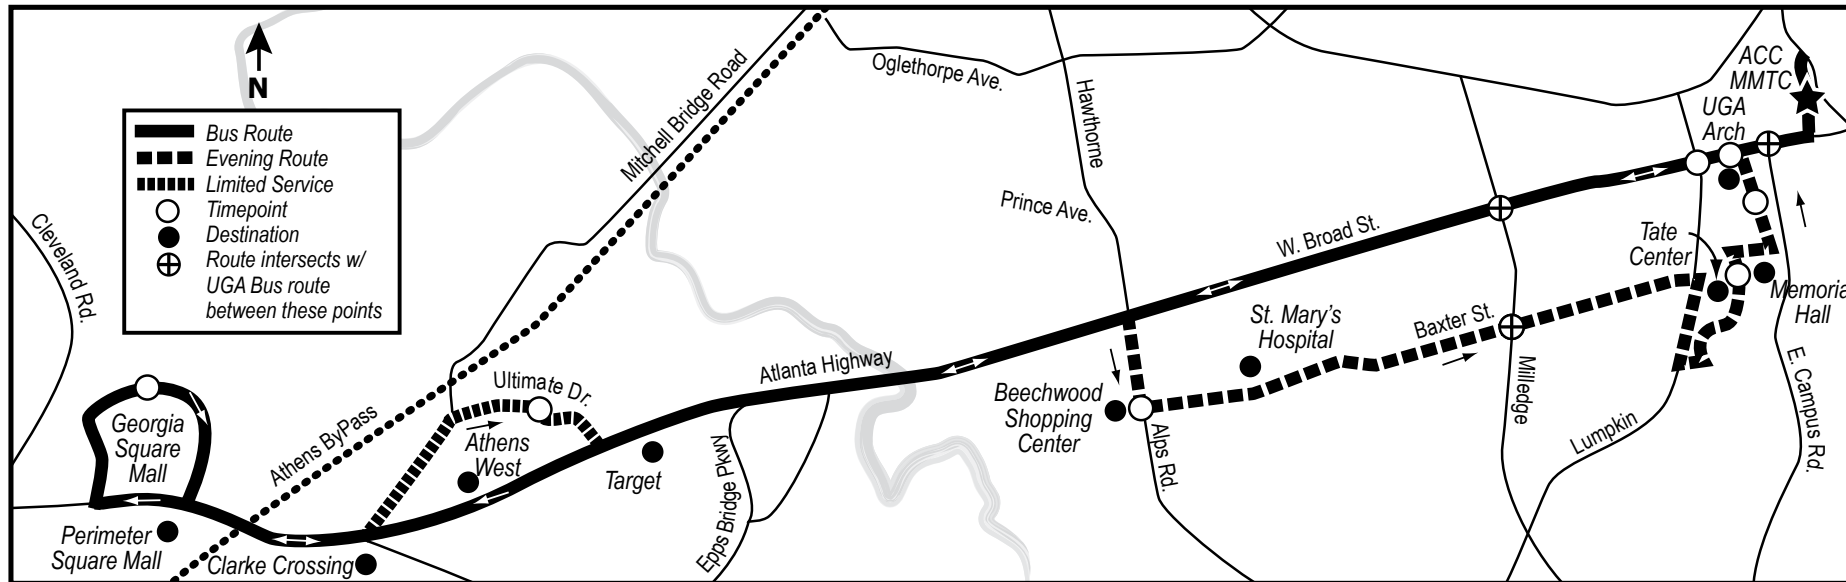 N
Bus Route
Evening Route
Limited Service
Timepoint
Destination
Route intersects w/
UGA Bus route
between these points
Cleveland Rd.
Mitchell Bridge Road
Oglethorpe Ave.
Hawthorne
Prince Ave.
ACC
MMTC
UGA
Arch
W. Broad St.
Tate
Center
Memoria
Hall
St. Mary's
Hospital
Baxter St.
Milledge
Lumpkin
E. Campus Rd.
Beechwood
Shopping
Center
Alps Rd.
Atlanta Highway
Ultimate Dr.
Athens
West
Target
Epps Bridge Pkwy
Athens ByPass
Georgia
Square
Mall
Perimeter
Square Mall
Clarke Crossing